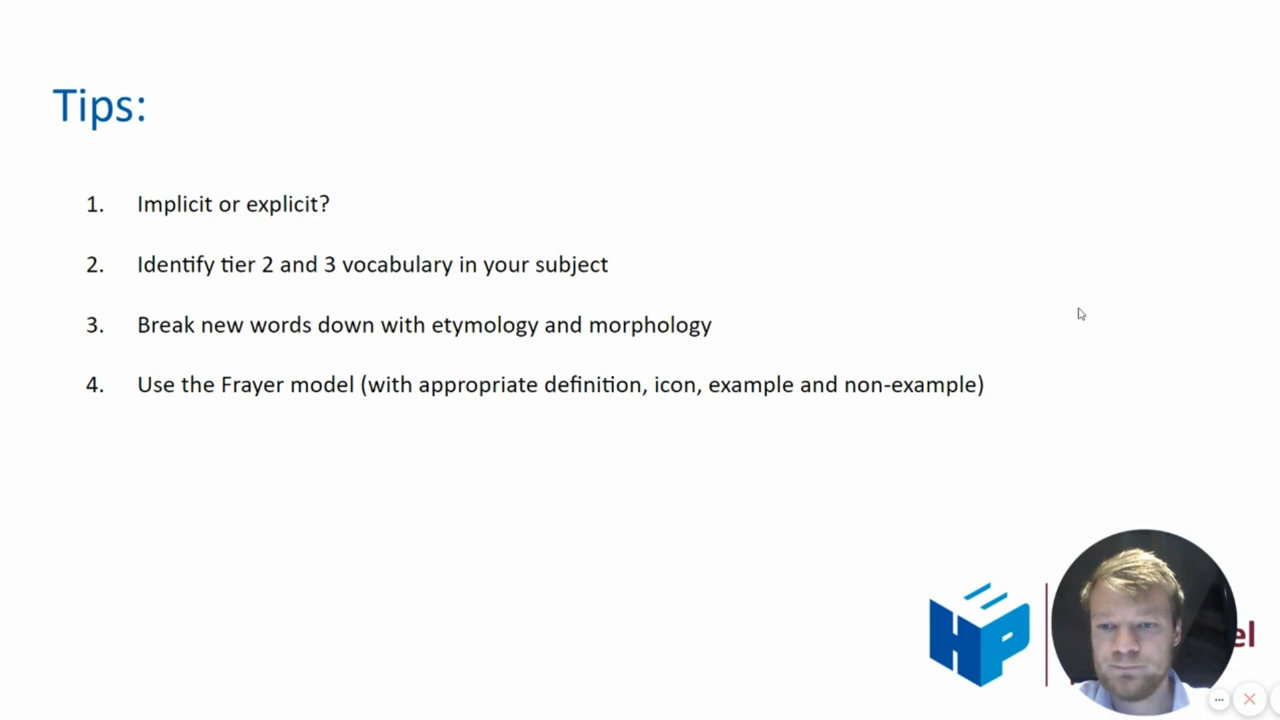 Tips:
1. Implicit or explicit?
2. Identify tier 2 and 3 vocabulary in your subject
3. Break new words down with etymology and morphology
4. Use the Frayer model (with appropriate definition, icon, example and non-example)
HEP
el